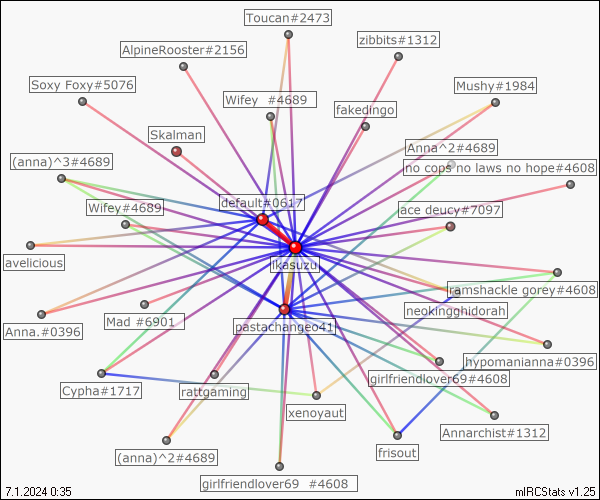 Toucan#2473
zibbits#1312
AlpineRooster#2156
Soxy Foxy#5076
Wifey  #4689
Mushy#1984
fakedingo
Skalman
Anna^2#4689
(anna)^3#4689
no cops no laws no hope#4608
default#0617
Wifey#4689
ace deucy#7097
avelicious
Ikasuzu
ramshackle gorey#4608
neokingghidorah
Anna.#0396
Mad #6901
pastachangeo41
hypomanianna#0396
girlfriendlover69#4608
Cypha#1717
rattgaming
xenoyaut
Annarchist#1312
frisout
(anna)^2#4689
girlfriendlover69  #4608
7.1.2024 0:35
mIRCStats v1.25